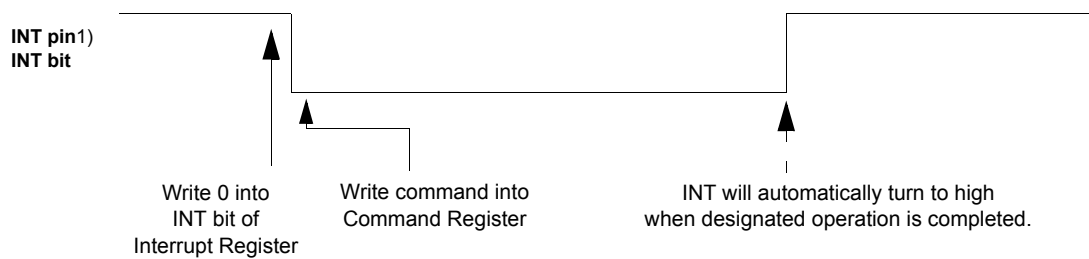 INT pin1)
INT bit
Write 0 into
INT bit of
Interrupt Register
Write command into
Command Register
INT will automatically turn to high
when designated operation is completed.